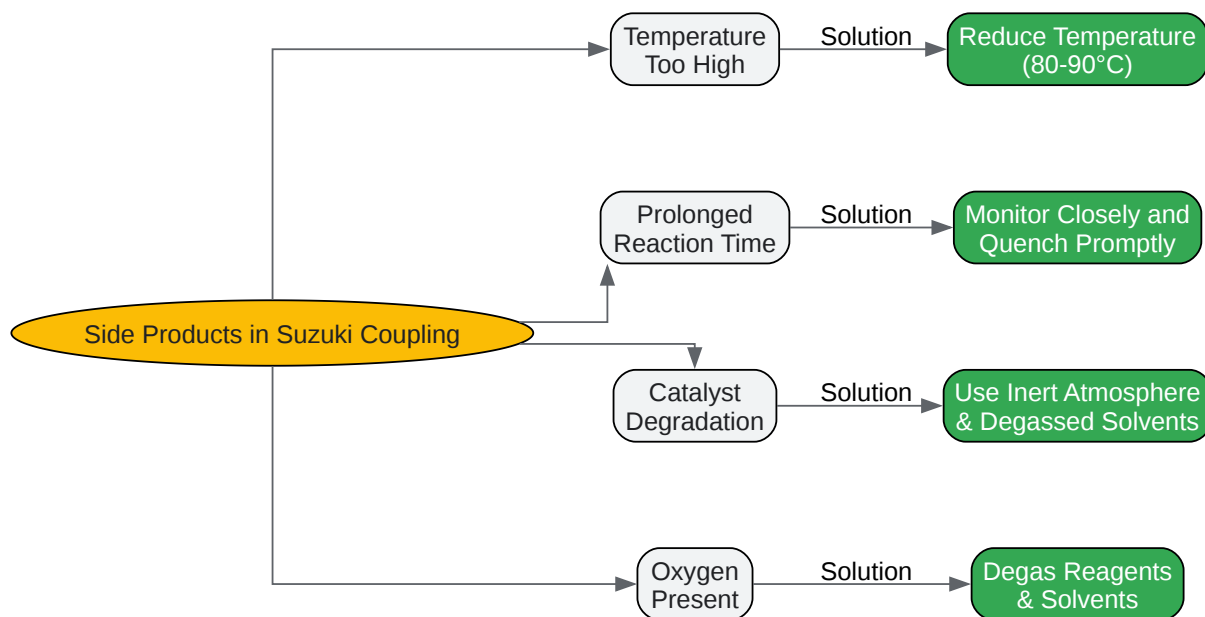 Temperature
Too High
Solution
Reduce Temperature
(80-90°C)
Prolonged
Reaction Time
Solution
Monitor Closely and
Quench Promptly
Side Products in Suzuki Coupling
Catalyst
Degradation
Solution
Use Inert Atmosphere
& Degassed Solvents
Oxygen
Present
Solution
Degas Reagents
& Solvents